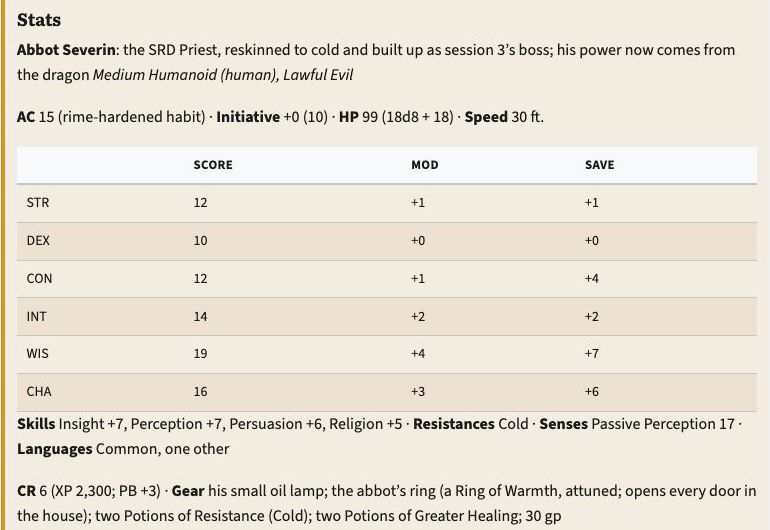 Stats
Abbot Severin: the SRD Priest, reskinned to cold and built up as session 3’s boss; his power now comes from
the dragon Medium Humanoid (human), Lawful Evil
AC 15 (rime-hardened habit) · Initiative +0 (10) · HP 99 (18d8 + 18) · Speed 30 ft.
SCORE MOD SAVE
STR 12 +1 +1
DEX 10 +0 +0
CON 12 +1 +4
INT 14 +2 +2
WIS 19 +4 +7
CHA 16 +3 +6
Skills Insight +7, Perception +7, Persuasion +6, Religion +5 · Resistances Cold · Senses Passive Perception 17 ·
Languages Common, one other
CR 6 (XP 2,300; PB +3) · Gear his small oil lamp; the abbot’s ring (a Ring of Warmth, attuned; opens every door in
the house); two Potions of Resistance (Cold); two Potions of Greater Healing; 30 gp